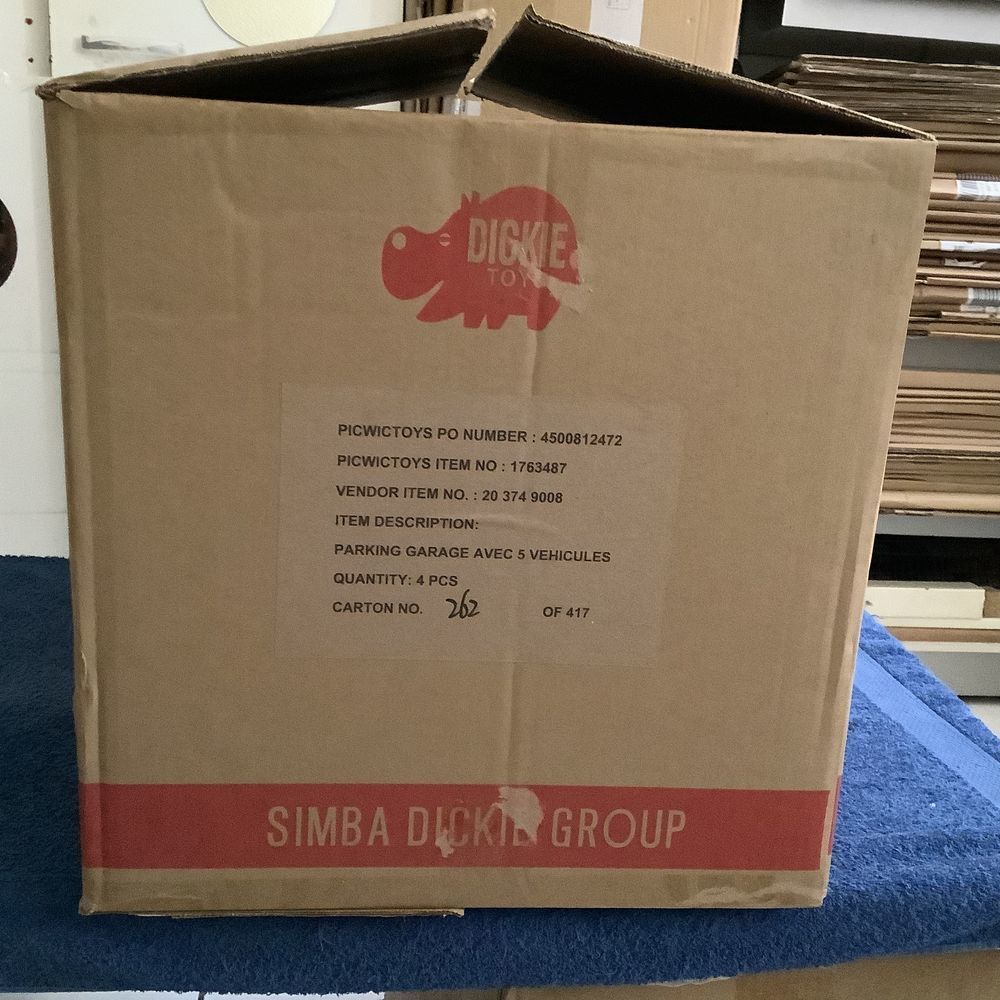 DICKIE
TOYS
PICWICTOYS PO NUMBER : 4500812472
PICWICTOYS ITEM NO : 1763487
VENDOR ITEM NO. : 20 374 9008
ITEM DESCRIPTION:
PARKING GARAGE AVEC 5 VEHICULES
QUANTITY: 4 PCS
CARTON NO. 262 OF 417
SIMBA DICKIE GROUP